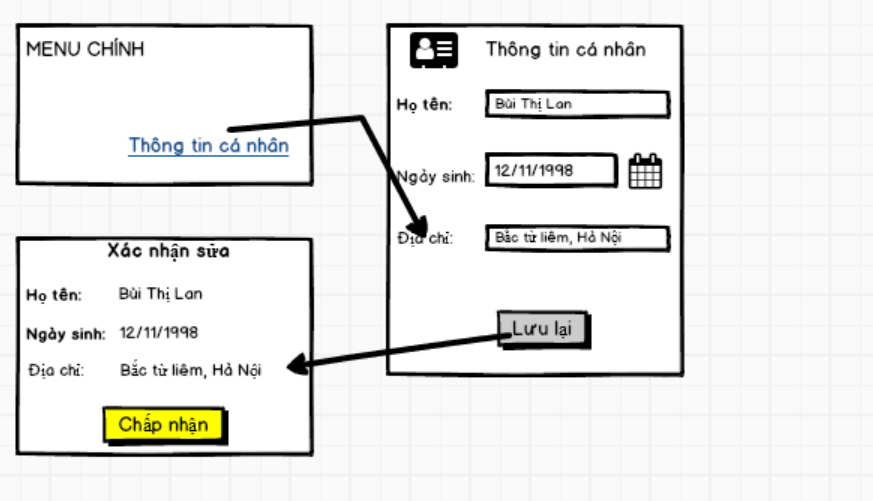 MENU CHÍNH
Thông tin cá nhân
Thông tin cá nhân
Họ tên: Bùi Thị Lan
Ngày sinh: 12/11/1998
Địa chỉ: Bắc từ liêm, Hà Nội
Lưu lại
Xác nhận sửa
Họ tên: Bùi Thị Lan
Ngày sinh: 12/11/1998
Địa chỉ: Bắc từ liêm, Hà Nội
Chấp nhận